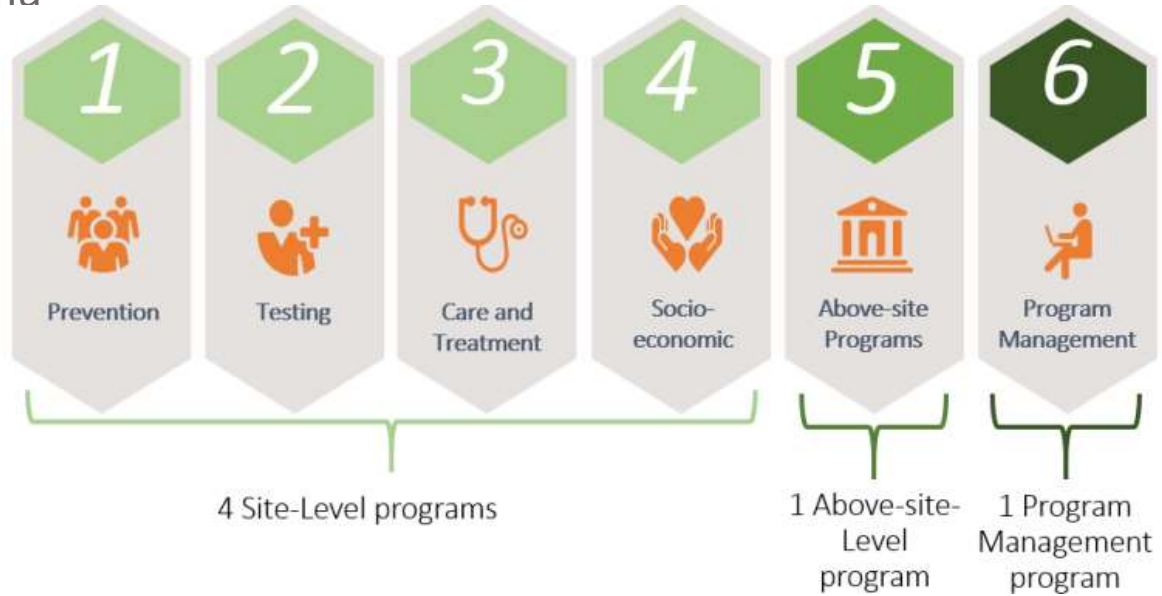 1
2
3
4
5
6
Prevention
Testing
Care and
Treatment
Socio-
economic
Above-site
Programs
Program
Management
4 Site-Level programs
1 Above-site-
Level
program
1 Program
Management
program